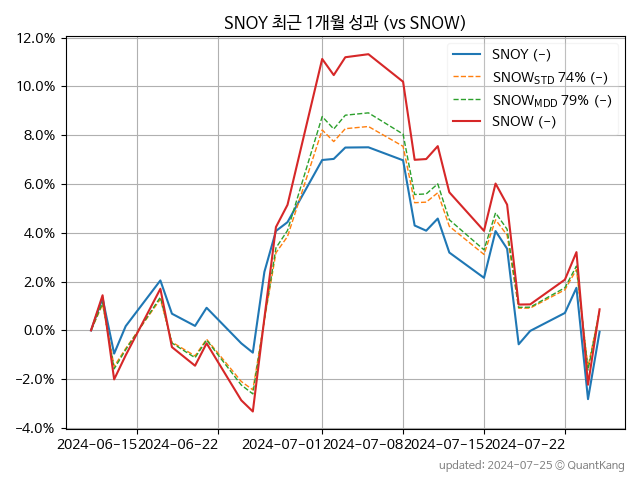 SNOY 최근 1개월 성과 (vs SNOW)
12.0%
10.0%
8.0%
6.0%
4.0%
2.0%
0.0%
−2.0%
−4.0%
SNOY (-)
SNOW_STD 74% (-)
SNOW_MDD 79% (-)
SNOW (-)
2024-06-15 2024-06-22 2024-07-01 2024-07-08 2024-07-15 2024-07-22
updated: 2024-07-25 © QuantKang